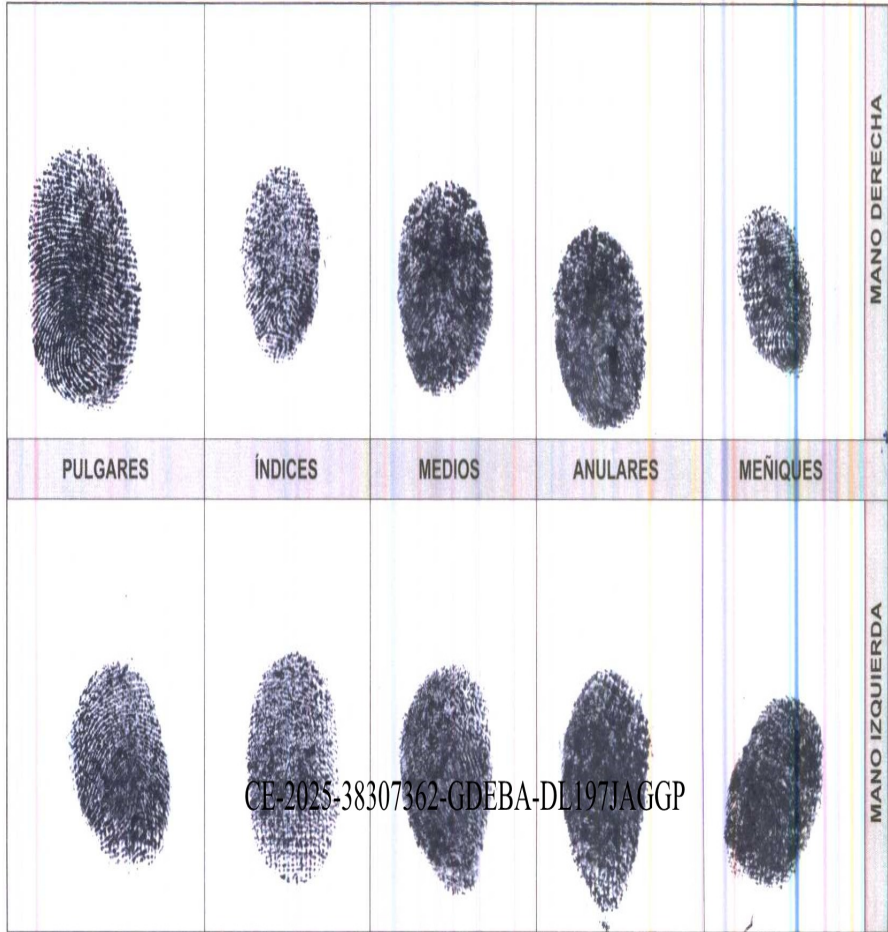 MANO DERECHA
PULGARES ÍNDICES MEDIOS ANULARES MEÑIQUES
MANO IZQUIERDA
CE-2025-38307362-GDEBA-DL197JAGGP